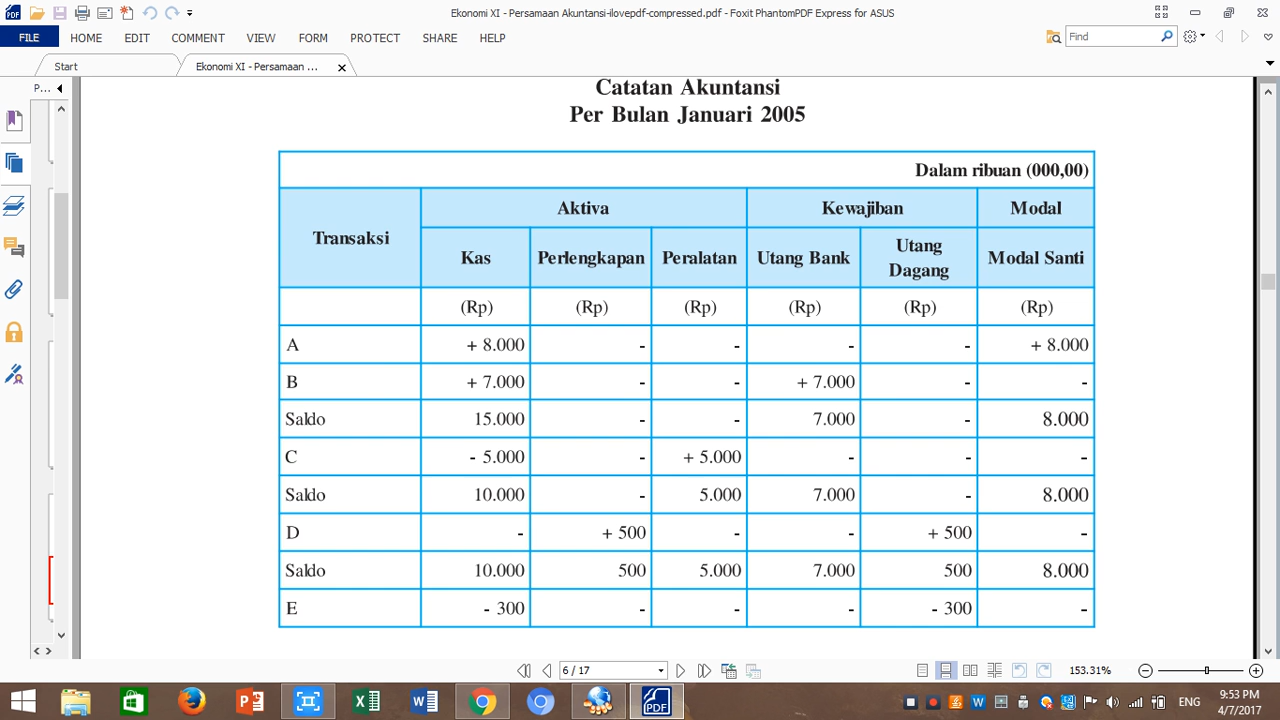 Ekonomi XI - Persamaan Akuntansi-ilovepdf-compressed.pdf - Foxit PhantomPDF Express for ASUS
FILE HOME EDIT COMMENT VIEW FORM PROTECT SHARE HELP Find
Start Ekonomi XI - Persamaan ...
P...
Catatan Akuntansi
Per Bulan Januari 2005
Dalam ribuan (000,00)
Transaksi Aktiva Kewajiban Modal
Kas Perlengkapan Peralatan Utang Bank Utang Dagang Modal Santi
(Rp) (Rp) (Rp) (Rp) (Rp) (Rp)
A + 8.000 - - - - + 8.000
B + 7.000 - - + 7.000 - -
Saldo 15.000 - - 7.000 - 8.000
C - 5.000 - + 5.000 - - -
Saldo 10.000 - 5.000 7.000 - 8.000
D - + 500 - - + 500 -
Saldo 10.000 500 5.000 7.000 500 8.000
E - 300 - - - - 300 -
6 / 17 153.31%
ENG 9:53 PM
4/7/2017